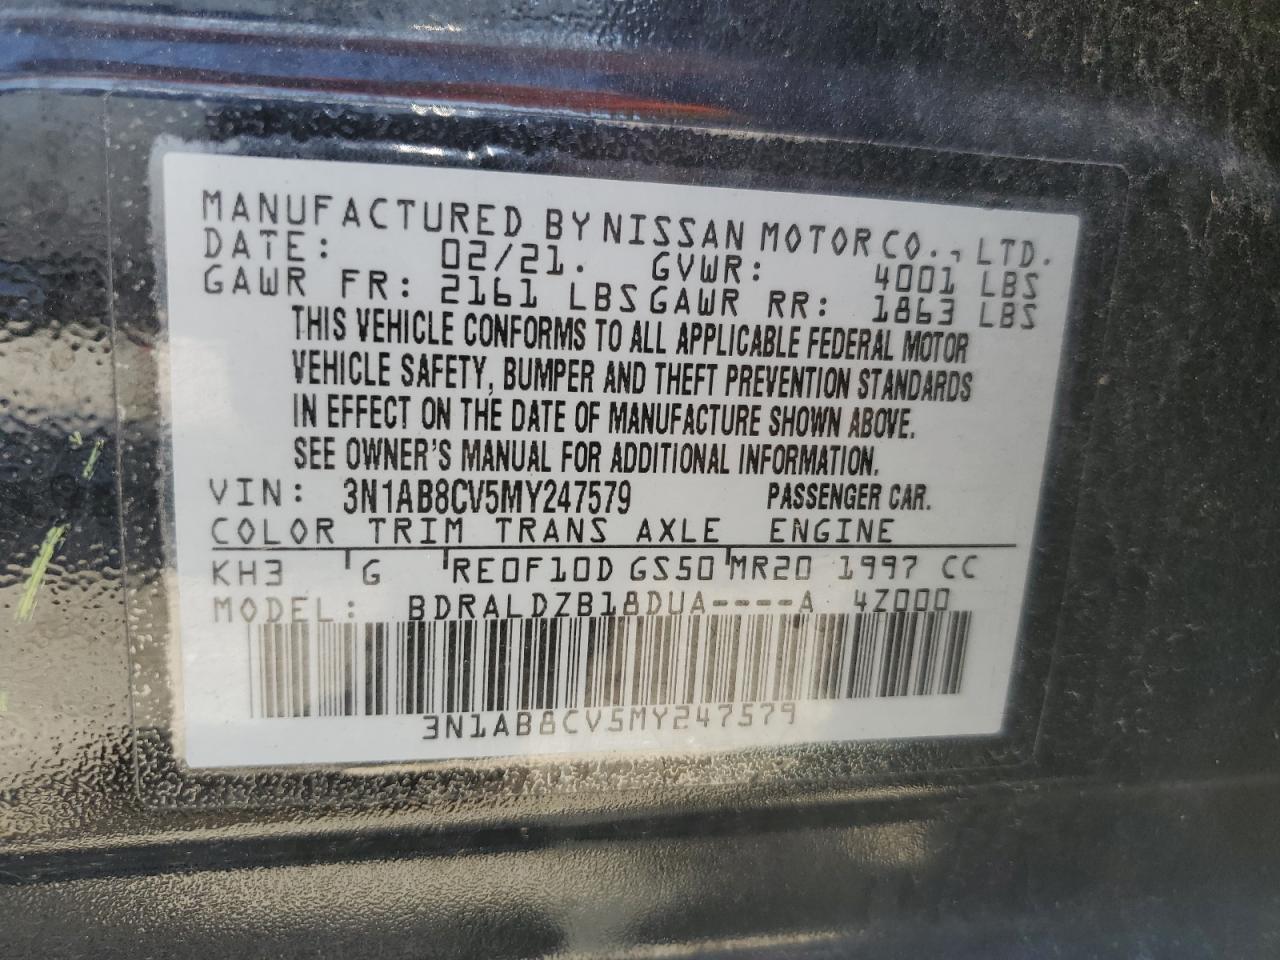 MANUFACTURED BY NISSAN MOTOR CO., LTD.
DATE: 02/21. GVWR: 4001 LBS
GAWR FR: 2161 LBS GAWR RR: 1863 LBS
THIS VEHICLE CONFORMS TO ALL APPLICABLE FEDERAL MOTOR
VEHICLE SAFETY, BUMPER AND THEFT PREVENTION STANDARDS
IN EFFECT ON THE DATE OF MANUFACTURE SHOWN ABOVE.
SEE OWNER'S MANUAL FOR ADDITIONAL INFORMATION.
VIN: 3N1AB8CV5MY247579 PASSENGER CAR.
COLOR TRIM TRANS AXLE ENGINE
KH3 G RE0F10D GS50 MR20 1997 CC
MODEL: BDRALDZB18DUA----A 4Z000
3N1AB8CV5MY247579